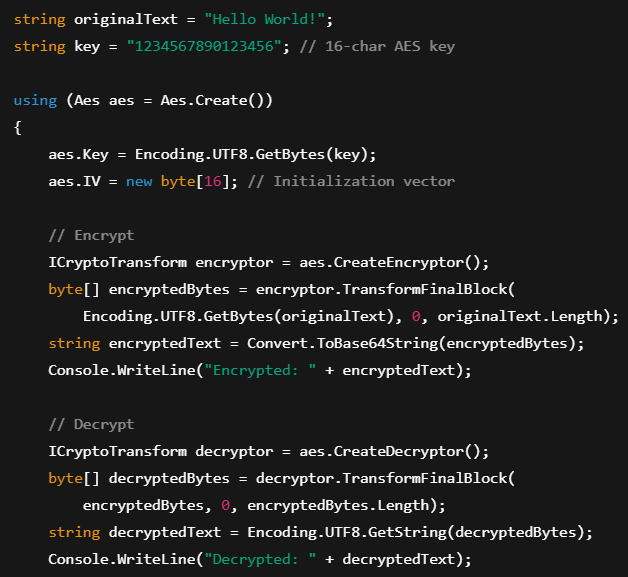 string originalText = "Hello World!";
string key = "1234567890123456"; // 16-char AES key
using (Aes aes = Aes.Create())
{
aes.Key = Encoding.UTF8.GetBytes(key);
aes.IV = new byte[16]; // Initialization vector
// Encrypt
ICryptoTransform encryptor = aes.CreateEncryptor();
byte[] encryptedBytes = encryptor.TransformFinalBlock(
Encoding.UTF8.GetBytes(originalText), 0, originalText.Length);
string encryptedText = Convert.ToBase64String(encryptedBytes);
Console.WriteLine("Encrypted: " + encryptedText);
// Decrypt
ICryptoTransform decryptor = aes.CreateDecryptor();
byte[] decryptedBytes = decryptor.TransformFinalBlock(
encryptedBytes, 0, encryptedBytes.Length);
string decryptedText = Encoding.UTF8.GetString(decryptedBytes);
Console.WriteLine("Decrypted: " + decryptedText);